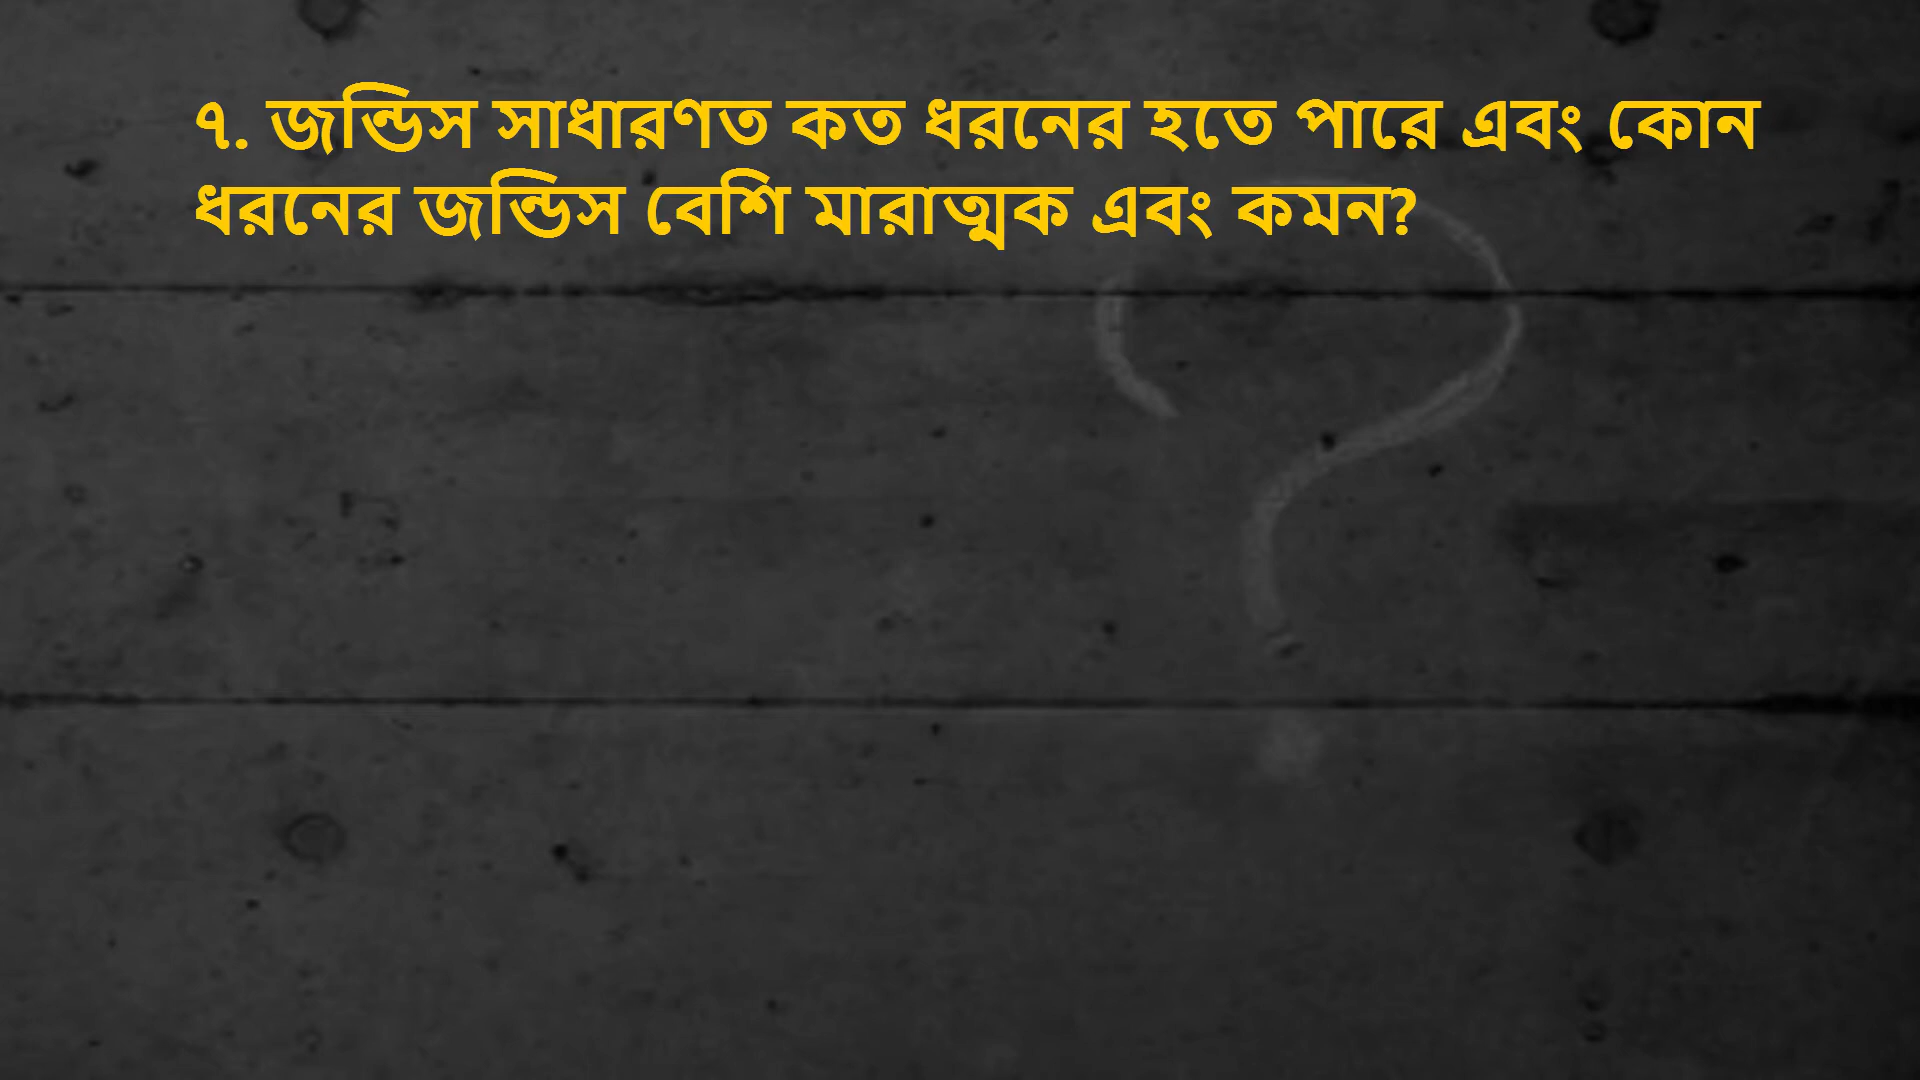 ৭. জন্ডিস সাধারণত কত ধরনের হতে পারে এবং কোন
ধরনের জন্ডিস বেশি মারাত্মক এবং কমন?